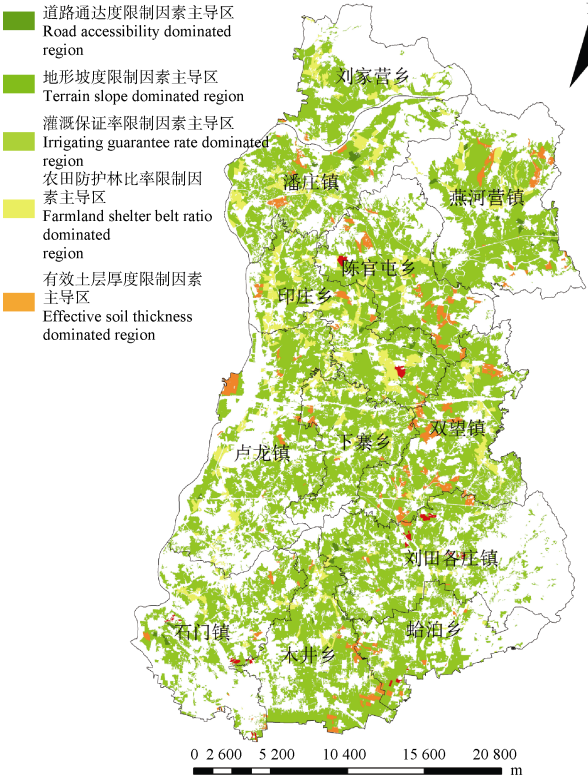 道路通达度限制因素主导区
Road accessibility dominated
region
地形坡度限制因素主导区
Terrain slope dominated region
灌溉保证率限制因素主导区
Irrigating guarantee rate dominated
region
农田防护林比率限制因
素主导区
Farmland shelter belt ratio
dominated
region
有效土层厚度限制因素
主导区
Effective soil thickness
dominated region
刘家营乡
潘庄镇
燕河营镇
陈官屯乡
印庄乡
双望镇
下寨乡
卢龙镇
刘田各庄镇
石门镇
木井乡
蛤泊乡
0 2 600 5 200 10 400 15 600 20 800
m